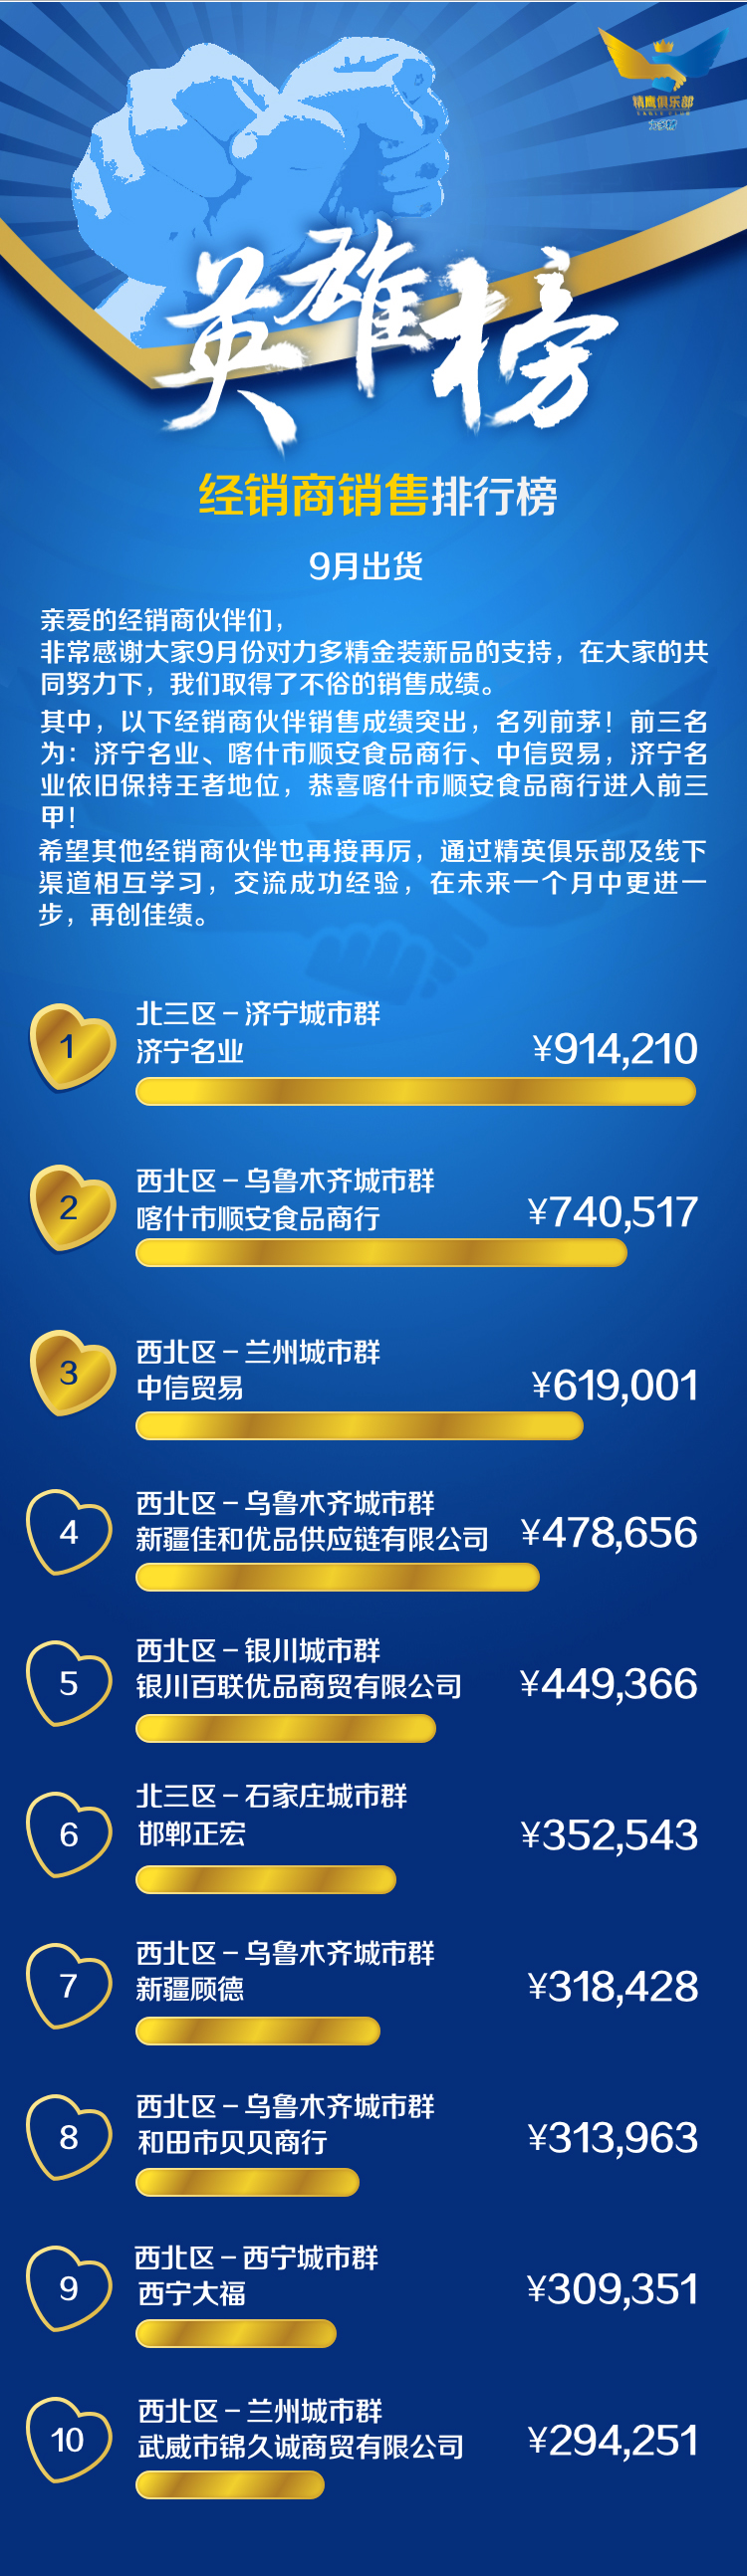 精鹰俱乐部
EAGLE CLUB
力多精
英雄榜
经销商销售排行榜
9月出货
亲爱的经销商伙伴们，
非常感谢大家9月份对力多精金装新品的支持，在大家的共
同努力下，我们取得了不俗的销售成绩。
其中，以下经销商伙伴销售成绩突出，名列前茅！前三名
为：济宁名业、喀什市顺安食品商行、中信贸易，济宁名
业依旧保持王者地位，恭喜喀什市顺安食品商行进入前三
甲！
希望其他经销商伙伴也再接再厉，通过精英俱乐部及线下
渠道相互学习，交流成功经验，在未来一个月中更进一
步，再创佳绩。
1
北三区－济宁城市群
济宁名业
¥914,210
2
西北区－乌鲁木齐城市群
喀什市顺安食品商行
¥740,517
3
西北区－兰州城市群
中信贸易
¥619,001
4
西北区－乌鲁木齐城市群
新疆佳和优品供应链有限公司
¥478,656
5
西北区－银川城市群
银川百联优品商贸有限公司
¥449,366
6
北三区－石家庄城市群
邯郸正宏
¥352,543
7
西北区－乌鲁木齐城市群
新疆顾德
¥318,428
8
西北区－乌鲁木齐城市群
和田市贝贝商行
¥313,963
9
西北区－西宁城市群
西宁大福
¥309,351
10
西北区－兰州城市群
武威市锦久诚商贸有限公司
¥294,251